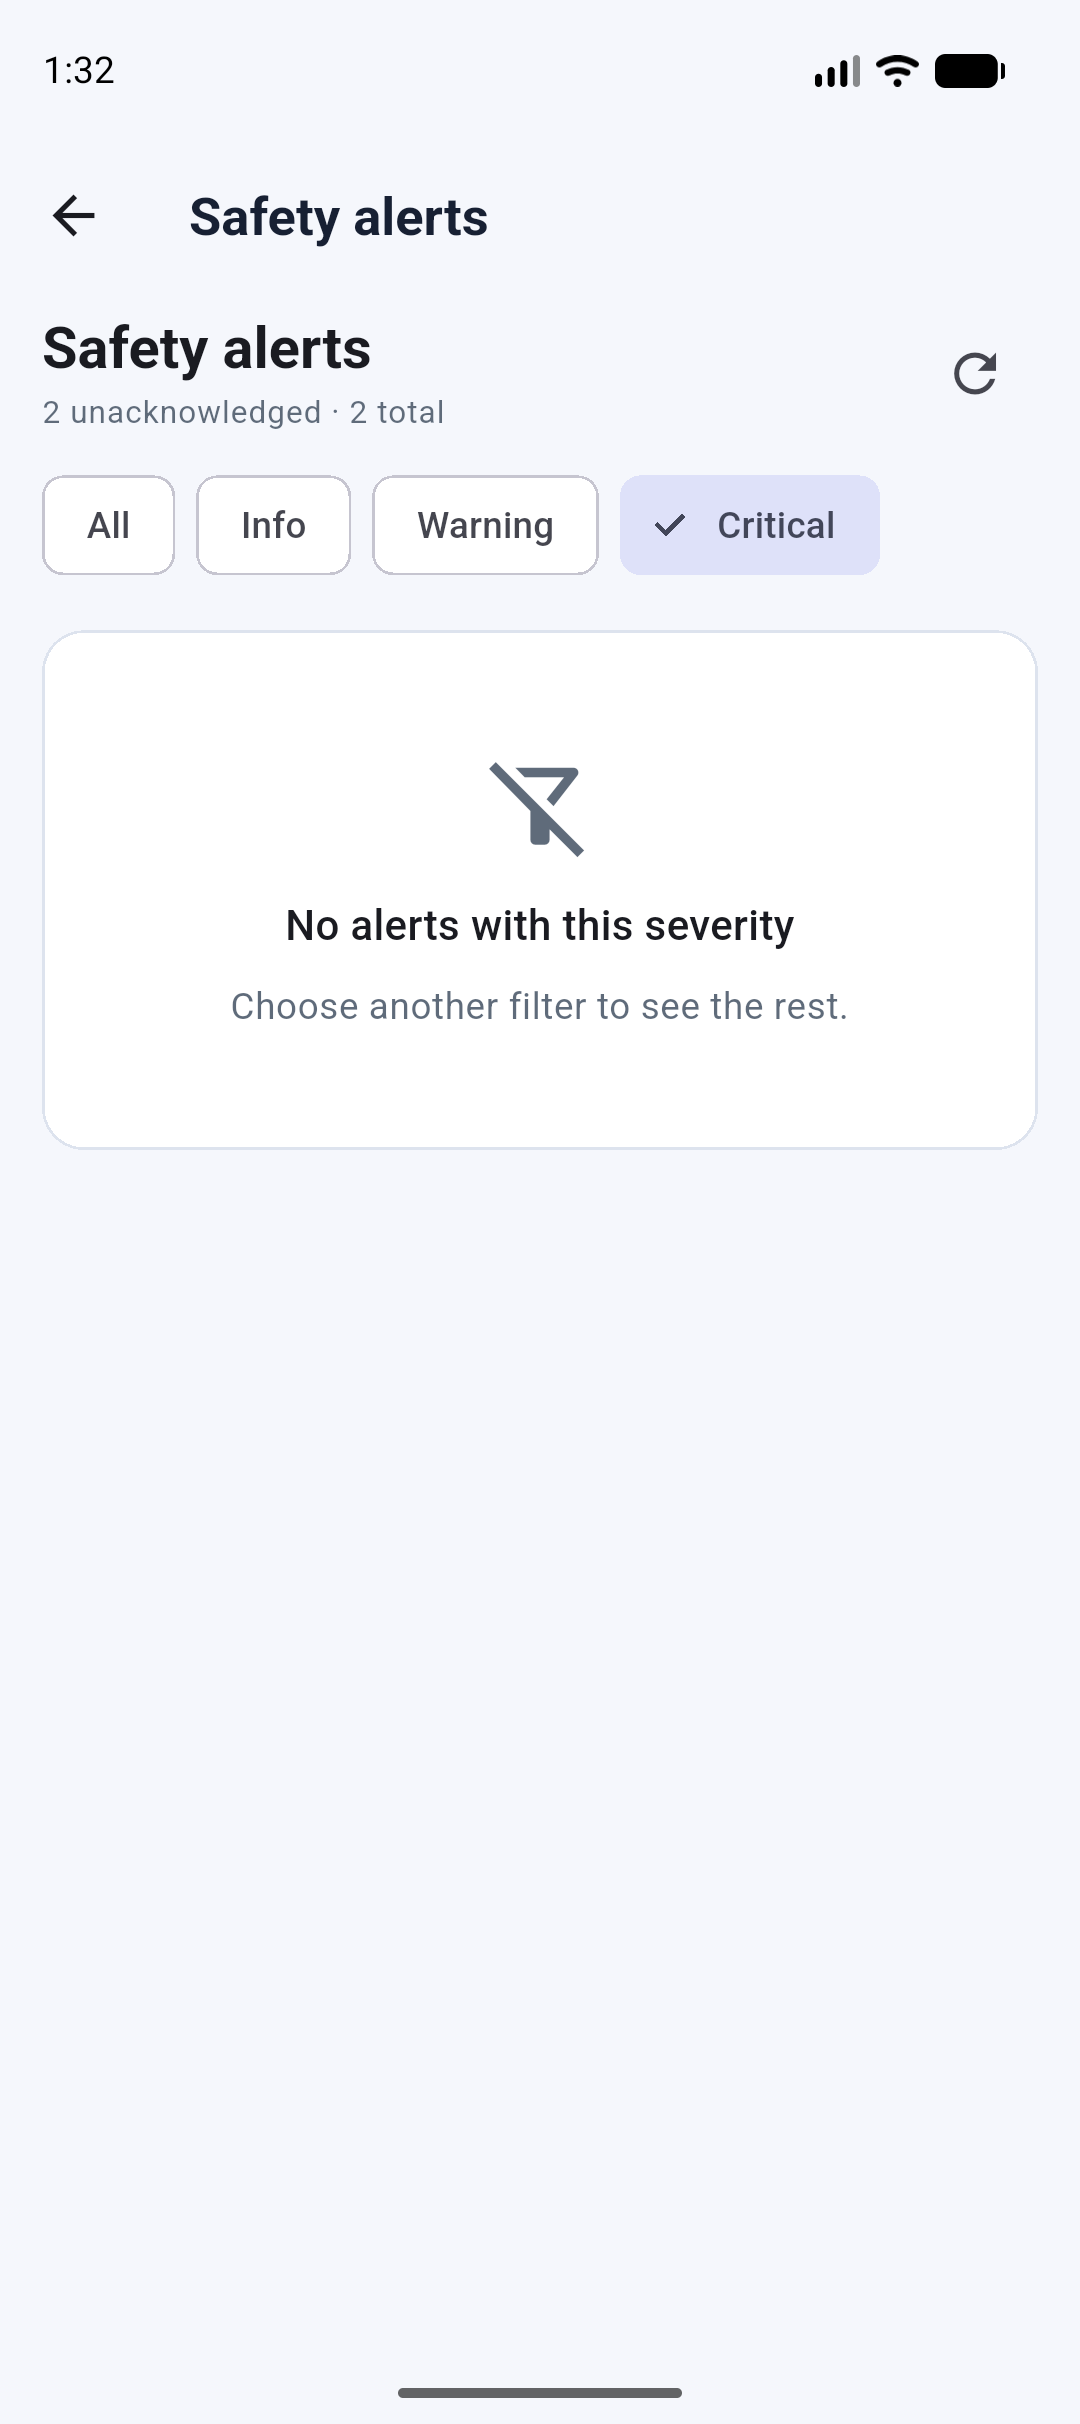 1:32
Safety alerts
Safety alerts
2 unacknowledged · 2 total
All
Info
Warning
Critical
No alerts with this severity
Choose another filter to see the rest.